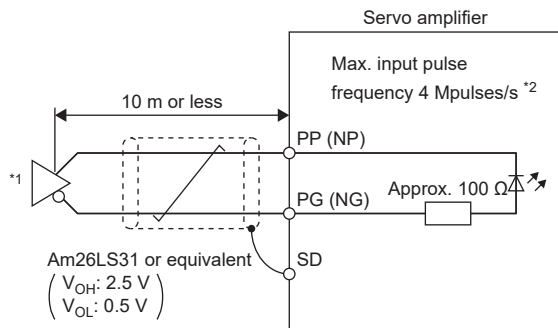 Servo amplifier
Max. input pulse
frequency 4 Mpulses/s *2
10 m or less
PP (NP)
*1
Approx. 100 Ω
PG (NG)
Am26LS31 or equivalent
SD
VOH: 2.5 V
VOL: 0.5 V